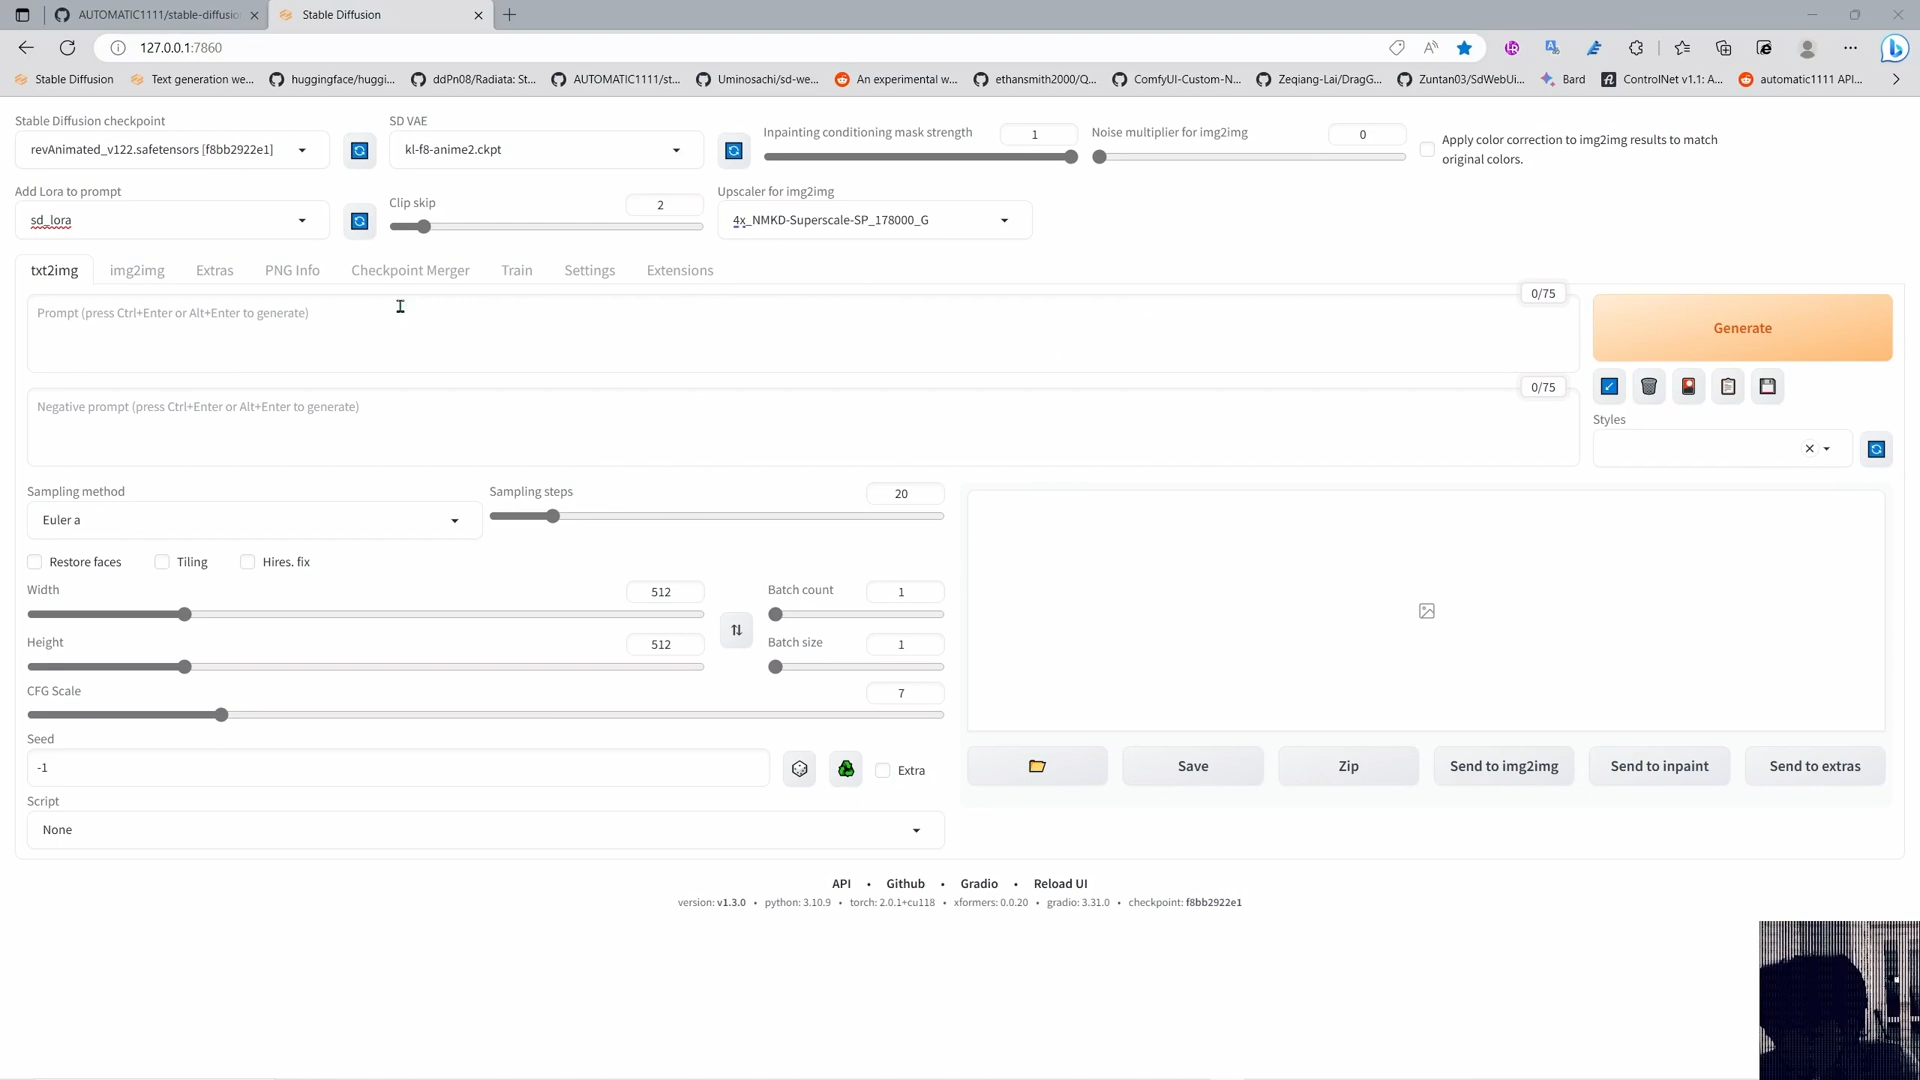 AUTOMATIC1111/stable-diffusio
Stable Diffusion
127.0.0.1:7860
Stable Diffusion
Text generation we...
huggingface/huggi...
ddPn08/Radiata: St...
AUTOMATIC1111/st...
Uminosachi/sd-we...
An experimental w...
ethansmith2000/Q...
ComfyUI-Custom-N...
Zeqiang-Lai/DragG...
Zuntan03/SdWebUi...
Bard
ControlNet v1.1: A...
automatic1111 API...
Stable Diffusion checkpoint
revAnimated_v122.safetensors [f8bb2922e1]
SD VAE
kl-f8-anime2.ckpt
Inpainting conditioning mask strength
1
Noise multiplier for img2img
0
Apply color correction to img2img results to match
original colors.
Add Lora to prompt
sd_lora
Clip skip
2
Upscaler for img2img
4x_NMKD-Superscale-SP_178000_G
txt2img
img2img
Extras
PNG Info
Checkpoint Merger
Train
Settings
Extensions
0/75
Prompt (press Ctrl+Enter or Alt+Enter to generate)
Generate
0/75
Negative prompt (press Ctrl+Enter or Alt+Enter to generate)
Styles
Sampling method
Euler a
Sampling steps
20
Restore faces
Tiling
Hires. fix
Width
512
Batch count
1
Height
512
Batch size
1
CFG Scale
7
Seed
-1
Extra
Save
Zip
Send to img2img
Send to inpaint
Send to extras
Script
None
API • Github • Gradio • Reload UI
version: v1.3.0 • python: 3.10.9 • torch: 2.0.1+cu118 • xformers: 0.0.20 • gradio: 3.31.0 • checkpoint: f8bb2922e1